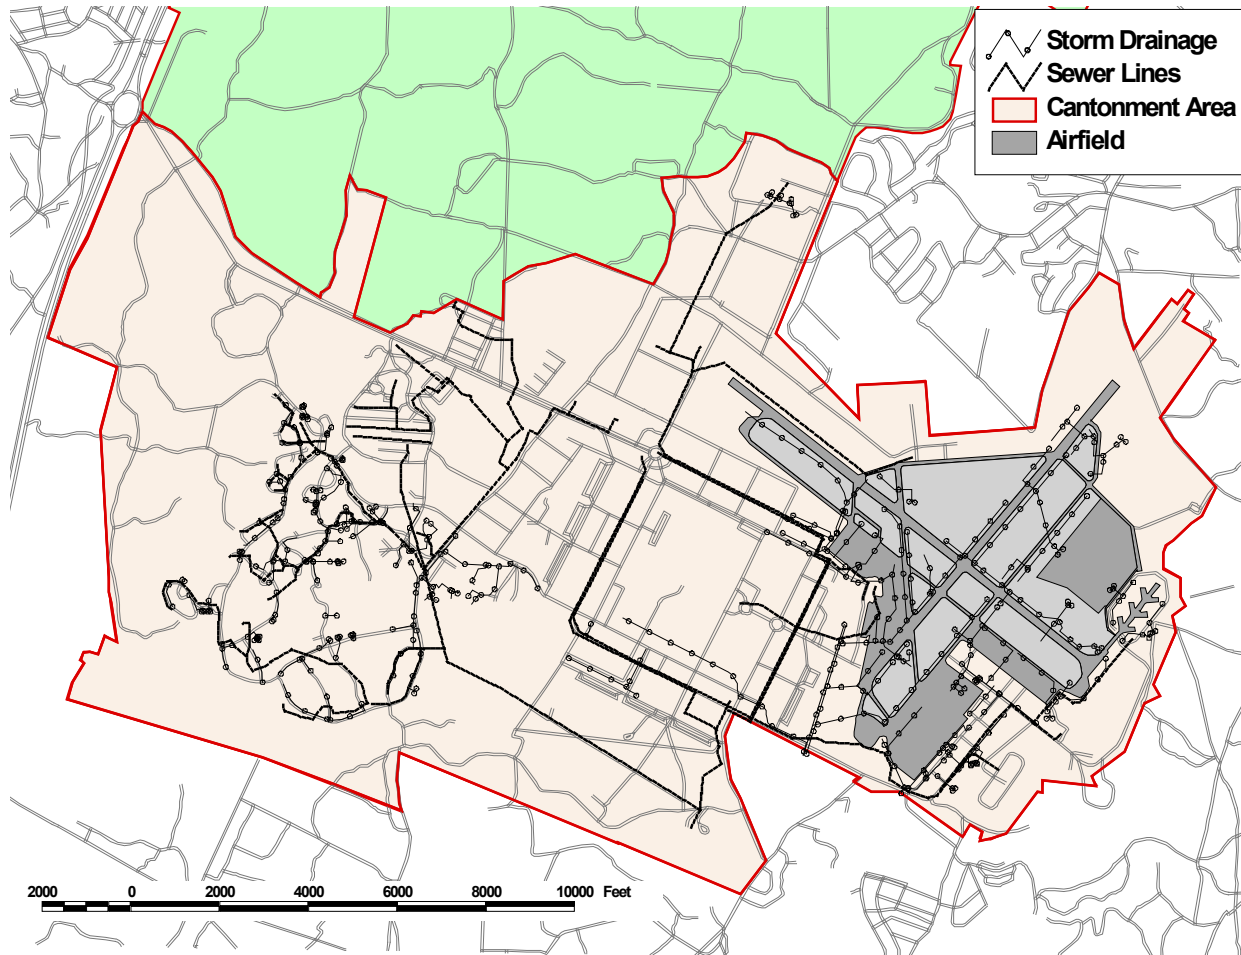 Storm Drainage
Sewer Lines
Cantonment Area
Airfield
2000 0 2000 4000 6000 8000 10000 Feet